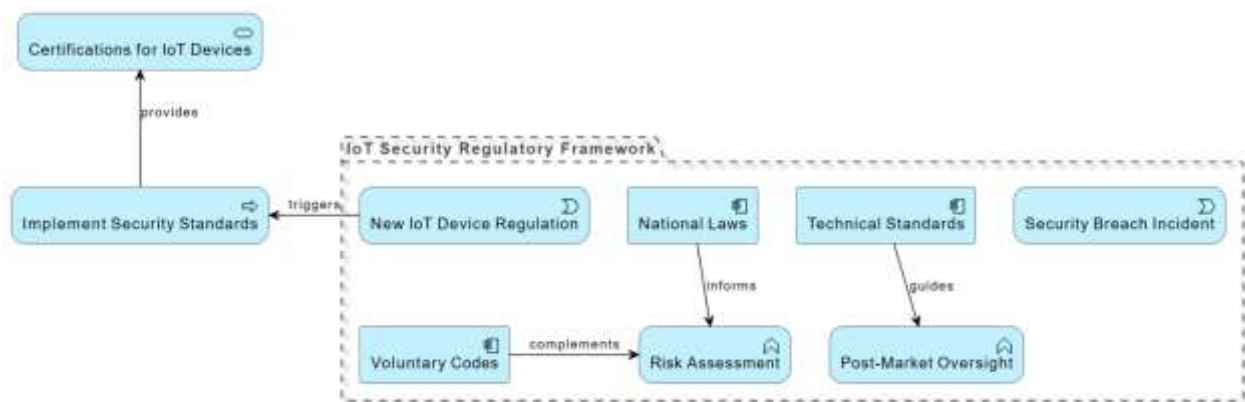 Certifications for IoT Devices
provides
IoT Security Regulatory Framework
Implement Security Standards
triggers
New IoT Device Regulation
National Laws
Technical Standards
Security Breach Incident
informs
guides
Voluntary Codes
complements
Risk Assessment
Post-Market Oversight